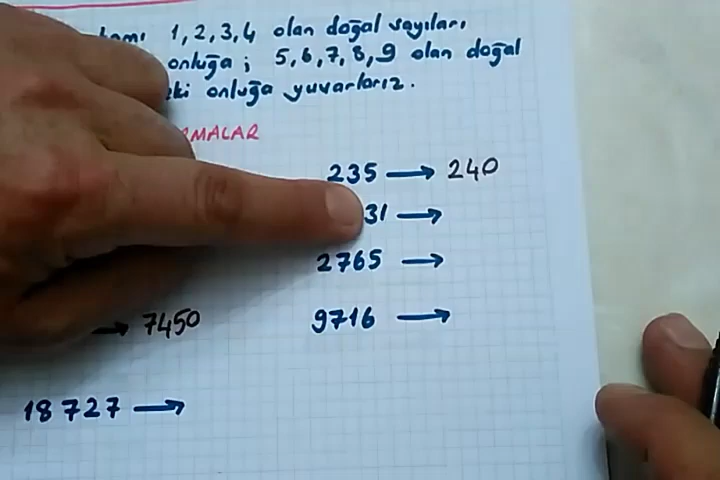 1, 2, 3, 4 olan doğal sayıları
onluğa ; 5, 6, 7, 8, 9 olan doğal
onluğa yuvarlarız.
235 → 240
31 →
2765 →
→ 7450
9716 →
18727 →